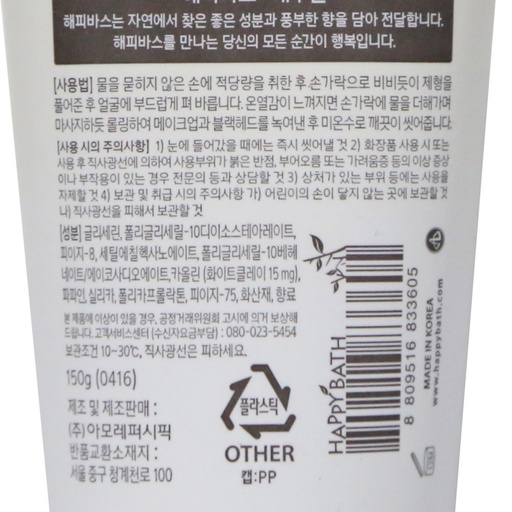 해피바스는 자연에서 찾은 좋은 성분과 풍부한 향을 담아 전달합니다.
해피바스를 만나는 당신의 모든 순간이 행복입니다.
[사용법] 물을 묻히지 않은 손에 적당량을 취한 후, 손가락으로 비비듯이 제형을
풀어준 후 얼굴에 부드럽게 펴 바릅니다. 온열감이 느껴지면 손가락에 물을 더해가며
마사지하듯 롤링하여 메이크업과 블랙헤드를 녹여낸 후 미온수로 깨끗이 씻어줍니다.
[사용 시의 주의사항] 1) 눈에 들어갔을 때에는 즉시 씻어낼 것 2) 화장품 사용 시 또는
사용 후 직사광선에 의하여 사용부위가 붉은 반점, 부어오름 또는 가려움증 등의 이상 증상이
나 부작용이 있는 경우 전문의 등과 상담할 것 3) 상처가 있는 부위 등에는 사용을
자제할 것 4) 보관 및 취급 시의 주의사항 가) 어린이의 손이 닿지 않는 곳에 보관할 것
나) 직사광선을 피해서 보관할 것
[성분] 글리세린, 폴리글리세릴-10디이소스테아레이트,
피이지-8, 세틸에칠헥사노에이트, 폴리글리세릴-10베헤
네이트/에이코사디오에이트, 카올린 (화이트클레이 15 mg),
파파인, 실리카, 폴리카프로락톤, 피이지-75, 화산재, 향료
본 제품에 이상이 있을 경우, 공정거래위원회 고시에 의거 보상해
드립니다. 고객서비스센터 (수신자요금부담) : 080-023-5454
보관조건 10~30℃, 직사광선은 피하세요.
150g (0416)
제조 및 제조판매 :
(주)아모레퍼시픽
반품교환소재지 :
서울 중구 청계천로 100
플라스틱
OTHER
캡:PP
HAPPY BATH
8 809516 833605
MADE IN KOREA
www.happybath.com